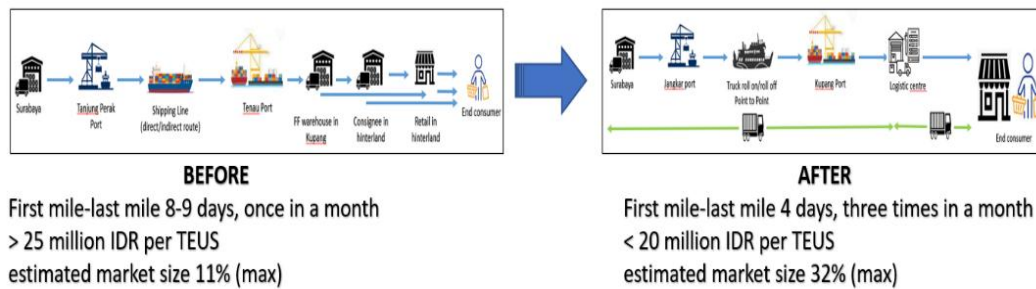 Surabaya
Tanjung Perak
Port
Shipping Line
(direct/indirect route)
Tenau Port
FF warehouse in
Kupang
Consignee in
hinterland
Retail in
hinterland
End consumer
Surabaya
Jangkar port
Truck roll on/roll off
Point to Point
Kupang Port
Logistic centre
End consumer
BEFORE
First mile-last mile 8-9 days, once in a month
> 25 million IDR per TEUS
estimated market size 11% (max)
AFTER
First mile-last mile 4 days, three times in a month
< 20 million IDR per TEUS
estimated market size 32% (max)